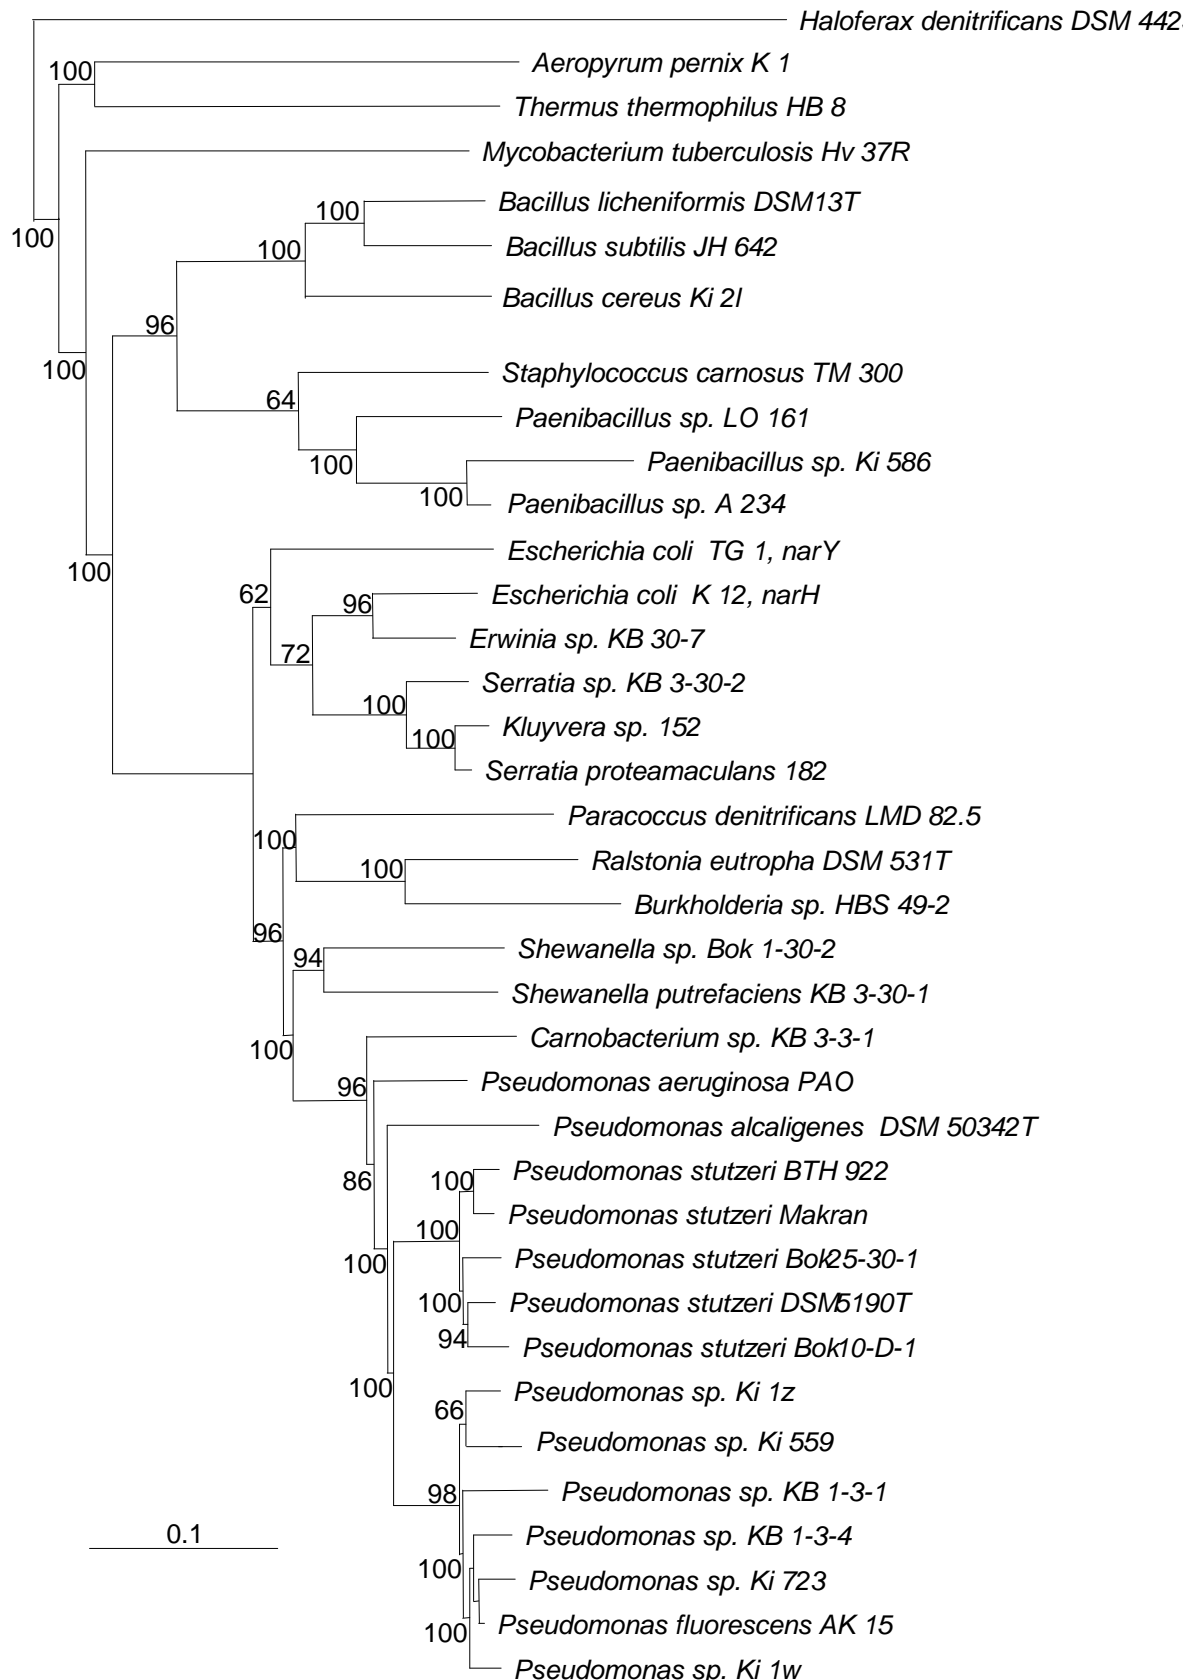 Haloferax denitrificans DSM 442
100
Aeropyrum pernix K 1
Thermus thermophilus HB 8
Mycobacterium tuberculosis Hv 37R
100
Bacillus licheniformis DSM13T
100
100
Bacillus subtilis JH 642
Bacillus cereus Ki 2I
96
100
Staphylococcus carnosus TM 300
64
Paenibacillus sp. LO 161
100
Paenibacillus sp. Ki 586
100
Paenibacillus sp. A 234
Escherichia coli TG 1, narY
100
62
96
Escherichia coli K 12, narH
Erwinia sp. KB 30-7
72
Serratia sp. KB 3-30-2
100
Kluyvera sp. 152
100
Serratia proteamaculans 182
Paracoccus denitrificans LMD 82.5
100
Ralstonia eutropha DSM 531T
100
Burkholderia sp. HBS 49-2
96
Shewanella sp. Bok 1-30-2
94
Shewanella putrefaciens KB 3-30-1
Carnobacterium sp. KB 3-3-1
100
96
Pseudomonas aeruginosa PAO
Pseudomonas alcaligenes DSM 50342T
Pseudomonas stutzeri BTH 922
86
100
Pseudomonas stutzeri Makran
100
Pseudomonas stutzeri Bok25-30-1
100
Pseudomonas stutzeri DSM5190T
100
94
Pseudomonas stutzeri Bok10-D-1
100
Pseudomonas sp. Ki 1z
66
Pseudomonas sp. Ki 559
98
Pseudomonas sp. KB 1-3-1
0.1
Pseudomonas sp. KB 1-3-4
100
Pseudomonas sp. Ki 723
Pseudomonas fluorescens AK 15
100
Pseudomonas sp. Ki 1w